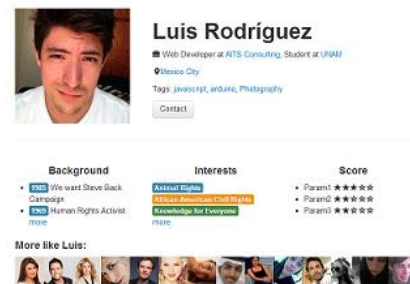 Luis Rodríguez
Web Developer at AITS Consulting, Student at UNAM
Mexico City
Tags: javascript, arduino, Photography
Contact
Background
1985 We want Steve Back
Campaign
1965 Human Rights Activist
more
Interests
Animal Rights
African American Civil Rights
Knowledge for Everyone
more
Score
Param1 ★★★☆☆
Param2 ★★☆☆☆
Param3 ★★☆☆☆
More like Luis: